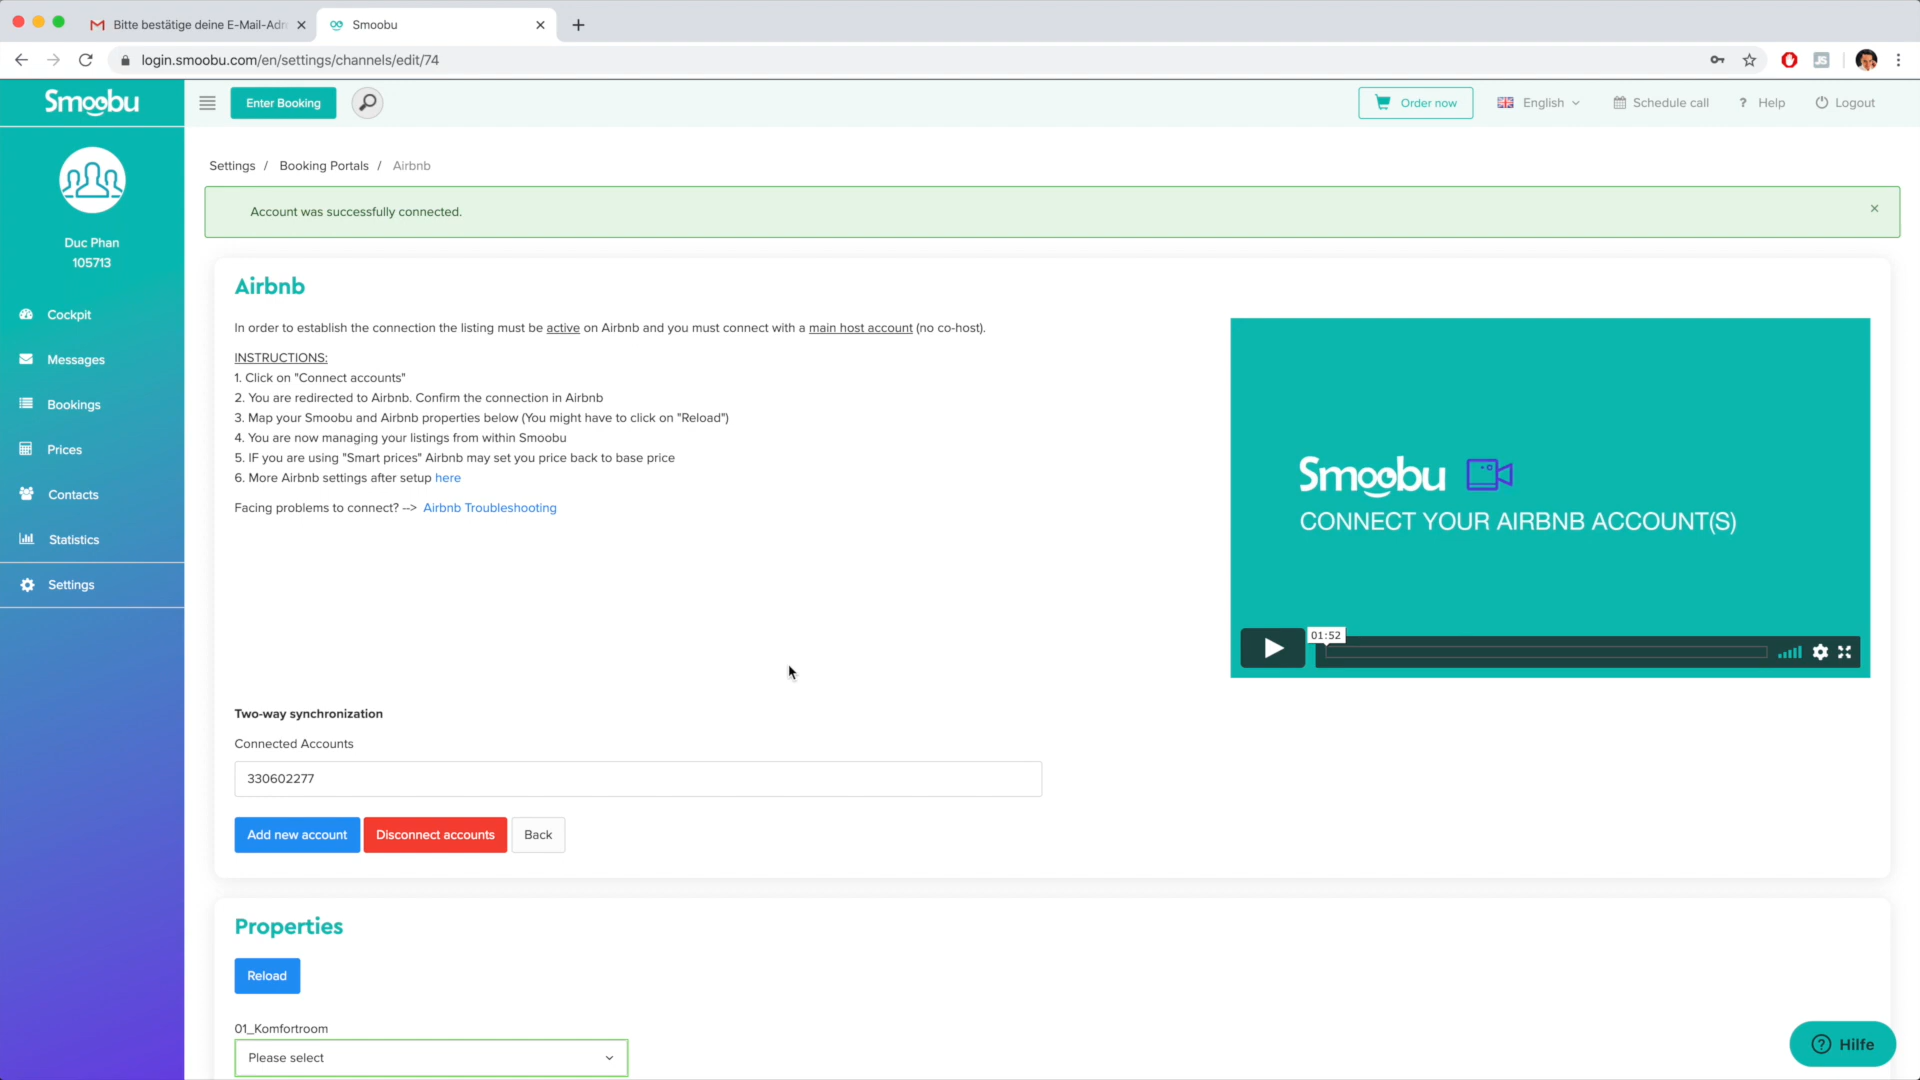 Bitte bestätige deine E-Mail-Adr
Smoobu
login.smoobu.com/en/settings/channels/edit/74
JS
Smoobu
Enter Booking
Order now
English
Schedule call
? Help
Logout
Duc Phan
105713
Cockpit
Messages
Bookings
Prices
Contacts
Statistics
Settings
Settings / Booking Portals / Airbnb
Account was successfully connected.
Airbnb
In order to establish the connection the listing must be active on Airbnb and you must connect with a main host account (no co-host).
INSTRUCTIONS:
1. Click on "Connect accounts"
2. You are redirected to Airbnb. Confirm the connection in Airbnb
3. Map your Smoobu and Airbnb properties below (You might have to click on "Reload")
4. You are now managing your listings from within Smoobu
5. IF you are using "Smart prices" Airbnb may set you price back to base price
6. More Airbnb settings after setup here
Facing problems to connect? --> Airbnb Troubleshooting
Smoobu
CONNECT YOUR AIRBNB ACCOUNT(S)
01:52
Two-way synchronization
Connected Accounts
330602277
Add new account
Disconnect accounts
Back
Properties
Reload
01_Komfortroom
Please select
? Hilfe